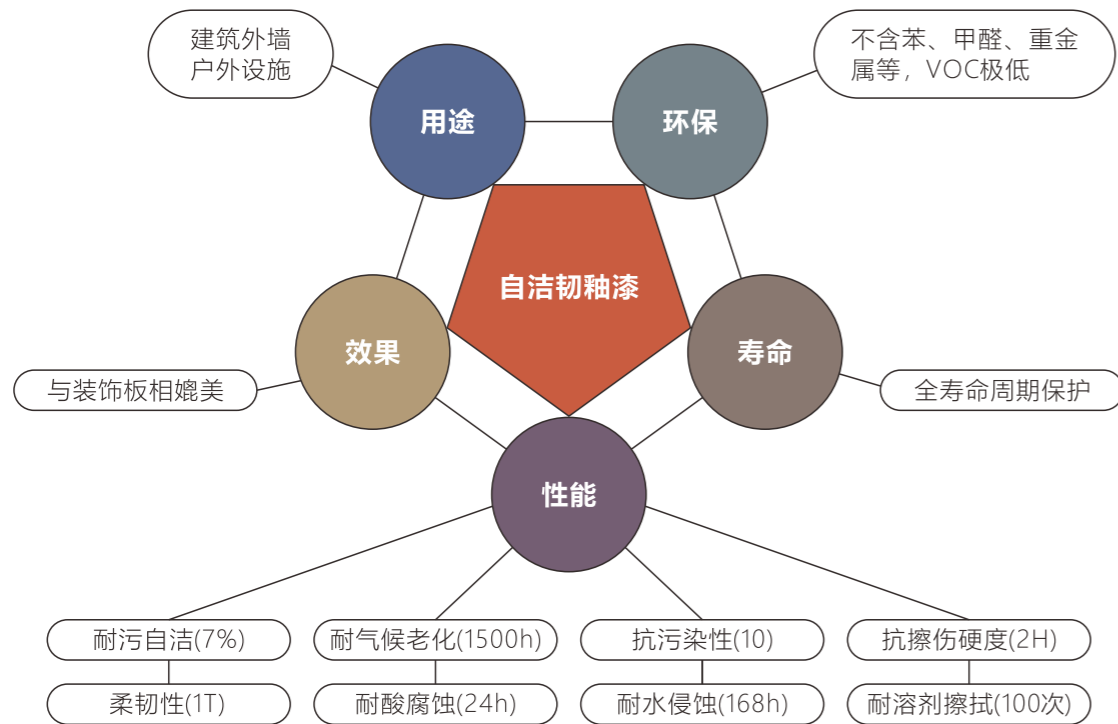 建筑外墙
户外设施
不含苯、甲醛、重金
属等，VOC极低
用途
环保
自洁韧釉漆
效果
寿命
与装饰板相媲美
全寿命周期保护
性能
耐污自洁(7%)
耐气候老化(1500h)
抗污染性(10)
抗擦伤硬度(2H)
柔韧性(1T)
耐酸腐蚀(24h)
耐水侵蚀(168h)
耐溶剂擦拭(100次)